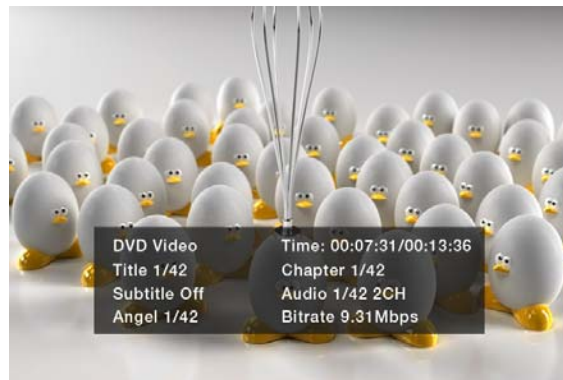 DVD Video Time: 00:07:31/00:13:36
Title 1/42 Chapter 1/42
Subtitle Off Audio 1/42 2CH
Angel 1/42 Bitrate 9.31Mbps